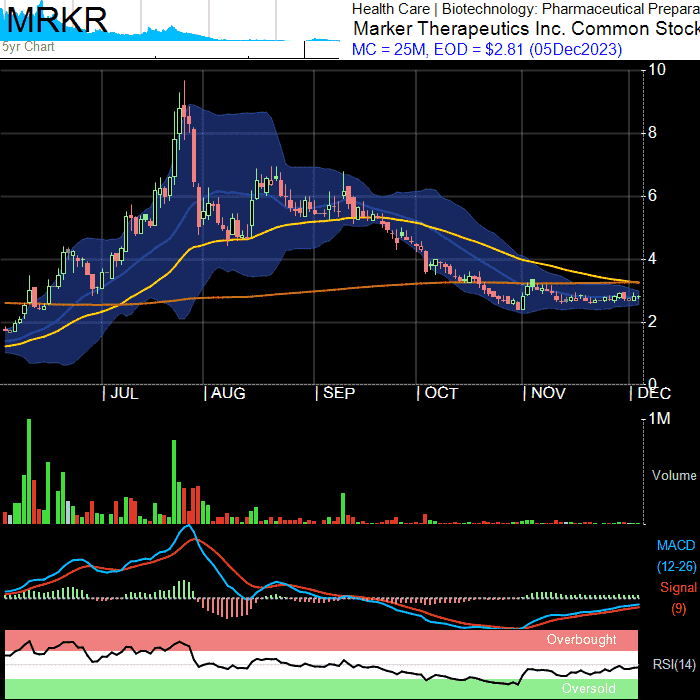 MRKR
5yr Chart
Health Care | Biotechnology: Pharmaceutical Prepara
Marker Therapeutics Inc. Common Stock
MC = 25M, EOD = $2.81 (05Dec2023)
10
8
6
4
2
0
JUL
AUG
SEP
OCT
NOV
DEC
1M
Volume
MACD
(12-26)
Signal
(9)
Overbought
RSI(14)
Oversold